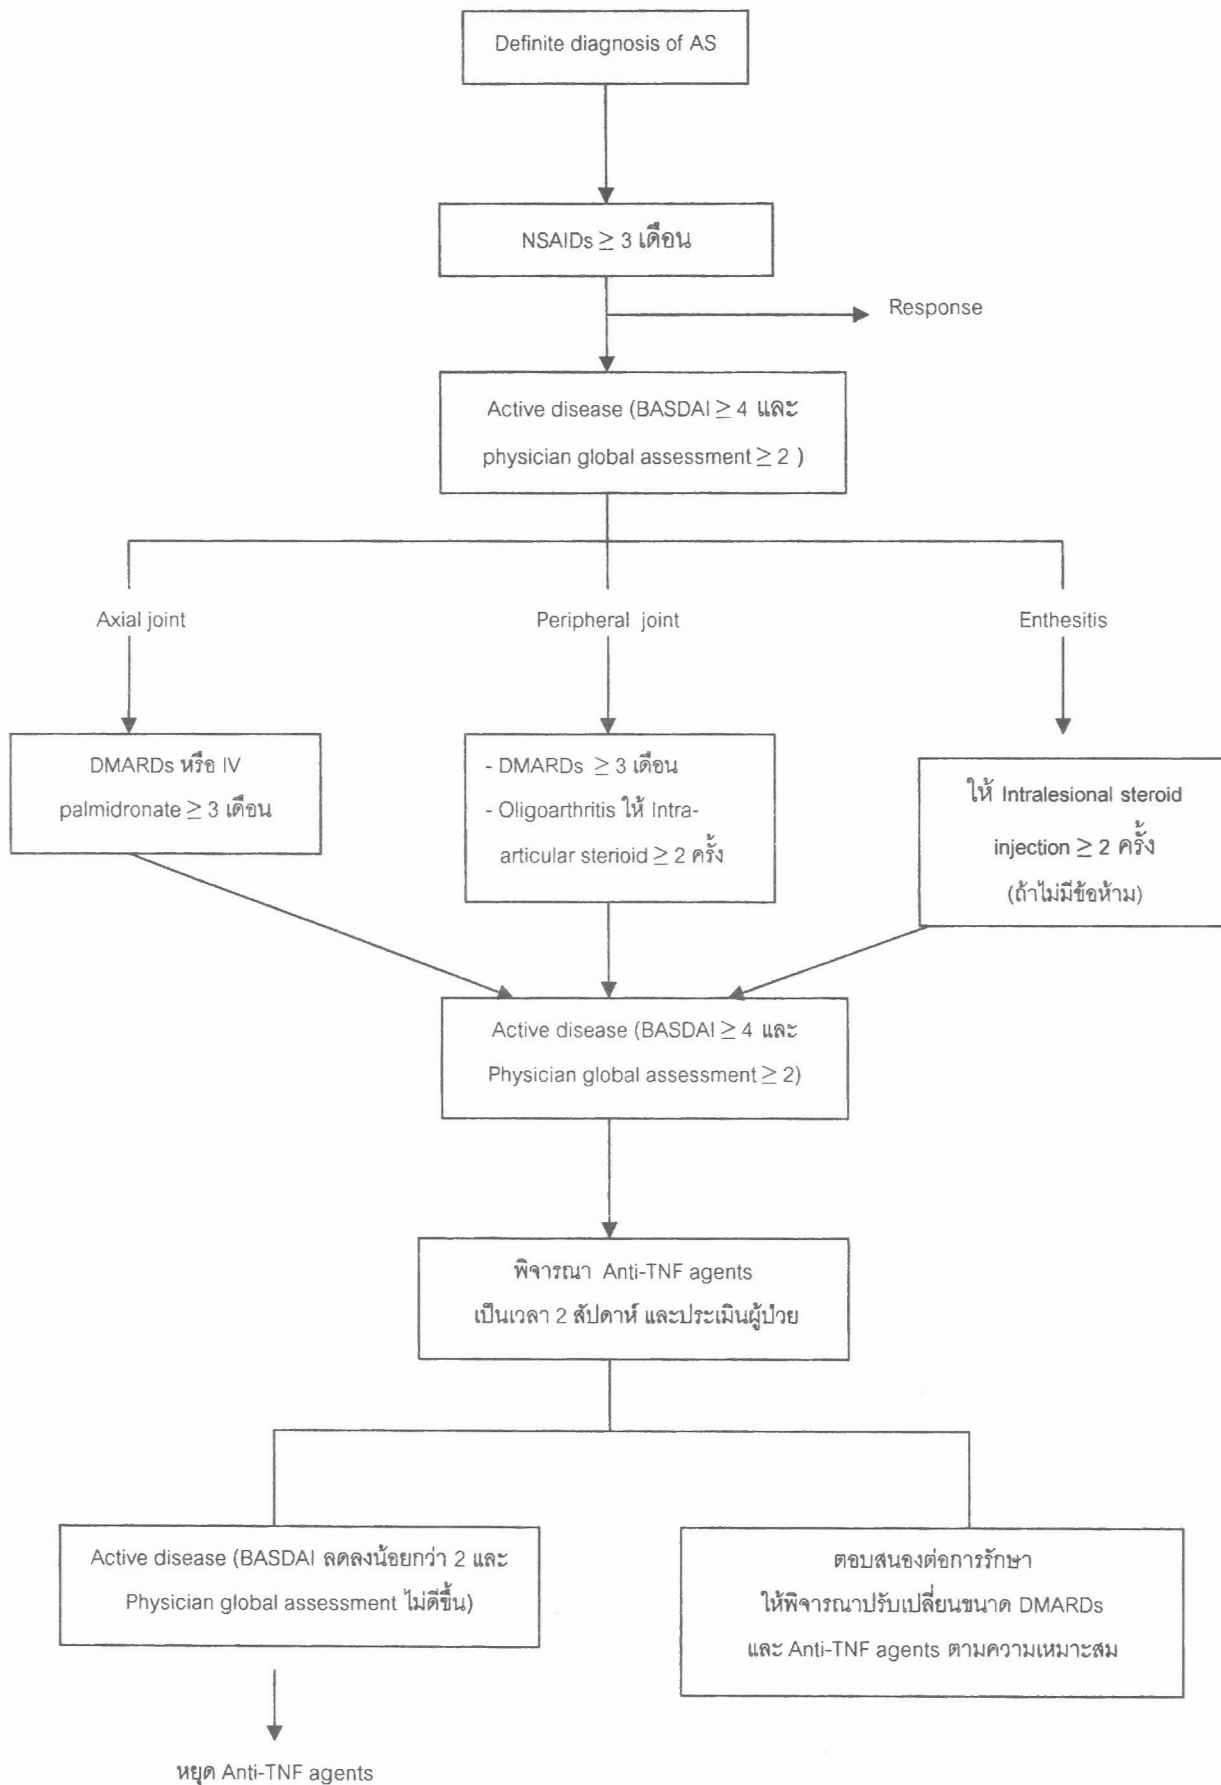 Definite diagnosis of AS
NSAIDs ≥ 3 เดือน
Response
Active disease (BASDAI ≥ 4 และ
physician global assessment ≥ 2 )
Axial joint
Peripheral joint
Enthesitis
DMARDs หรือ IV
palmidronate ≥ 3 เดือน
- DMARDs ≥ 3 เดือน
- Oligoarthritis ให้ Intra-
articular sterioid ≥ 2 ครั้ง
ให้ Intralesional steroid
injection ≥ 2 ครั้ง
(ถ้าไม่มีข้อห้าม)
Active disease (BASDAI ≥ 4 และ
Physician global assessment ≥ 2)
พิจารณา Anti-TNF agents
เป็นเวลา 2 สัปดาห์ และประเมินผู้ป่วย
Active disease (BASDAI ลดลงน้อยกว่า 2 และ
Physician global assessment ไม่ดีขึ้น)
ตอบสนองต่อการรักษา
ให้พิจารณาปรับเปลี่ยนขนาด DMARDs
และ Anti-TNF agents ตามความเหมาะสม
หยุด Anti-TNF agents